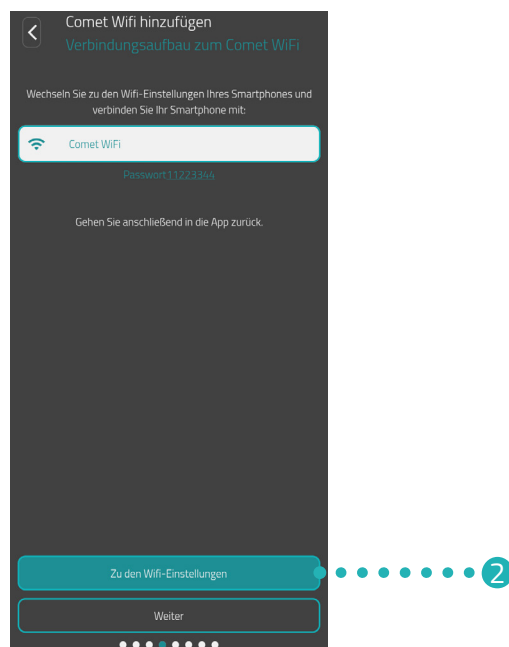 Comet Wifi hinzufügen
Verbindungsaufbau zum Comet WiFi
Wechseln Sie zu den Wifi-Einstellungen Ihres Smartphones und
verbinden Sie Ihr Smartphone mit:
Comet WiFi
Passwort11223344
Gehen Sie anschließend in die App zurück.
Zu den Wifi-Einstellungen
2
Weiter